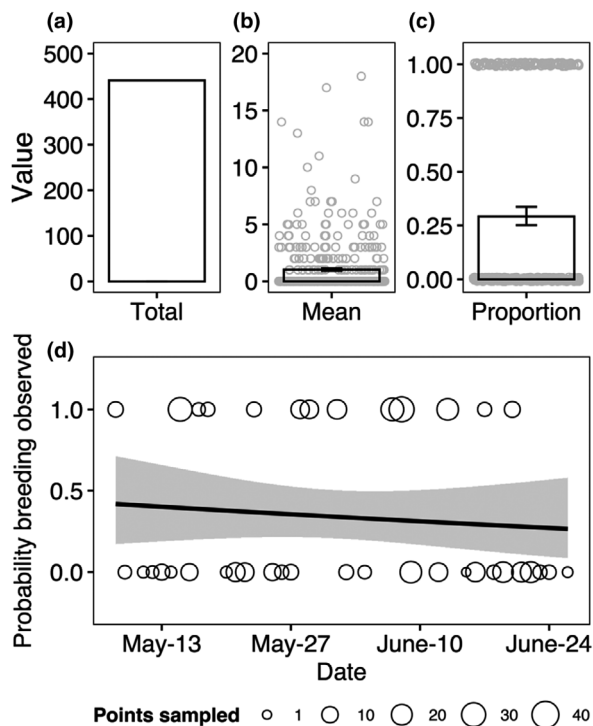 (a)
Value
500
400
300
200
100
0
Total
(b)
20
15
10
5
0
Mean
(c)
1.00
0.75
0.50
0.25
0.00
Proportion
(d)
Probability breeding observed
1.0
0.5
0.0
May-13 May-27 June-10 June-24
Date
Points sampled 1 10 20 30 40